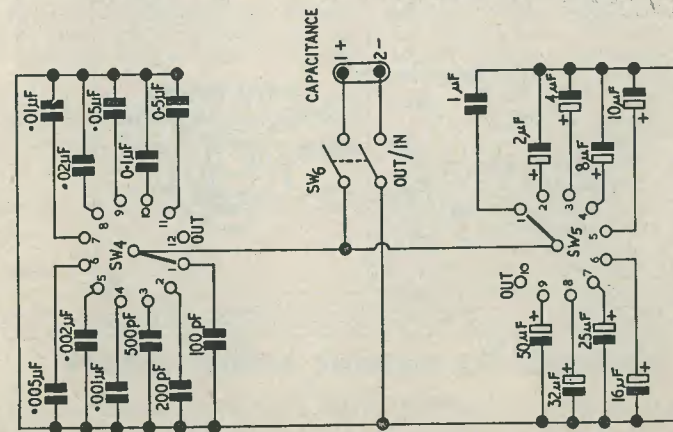 ·01µF
·02µF
·05µF
0·1µF
0·5µF
7
8
9
10
11
12
OUT
SW4
6
5
4
3
2
1
·005µF
·002µF
·001µF
500pF
200pF
100pF
CAPACITANCE
1+
2-
SW6
OUT/IN
1µF
2µF
+
4µF
+
8µF
+
10µF
+
1
2
3
4
5
SW5
OUT
10
9
8
7
6
50µF
+
32µF
+
25µF
+
16µF
+